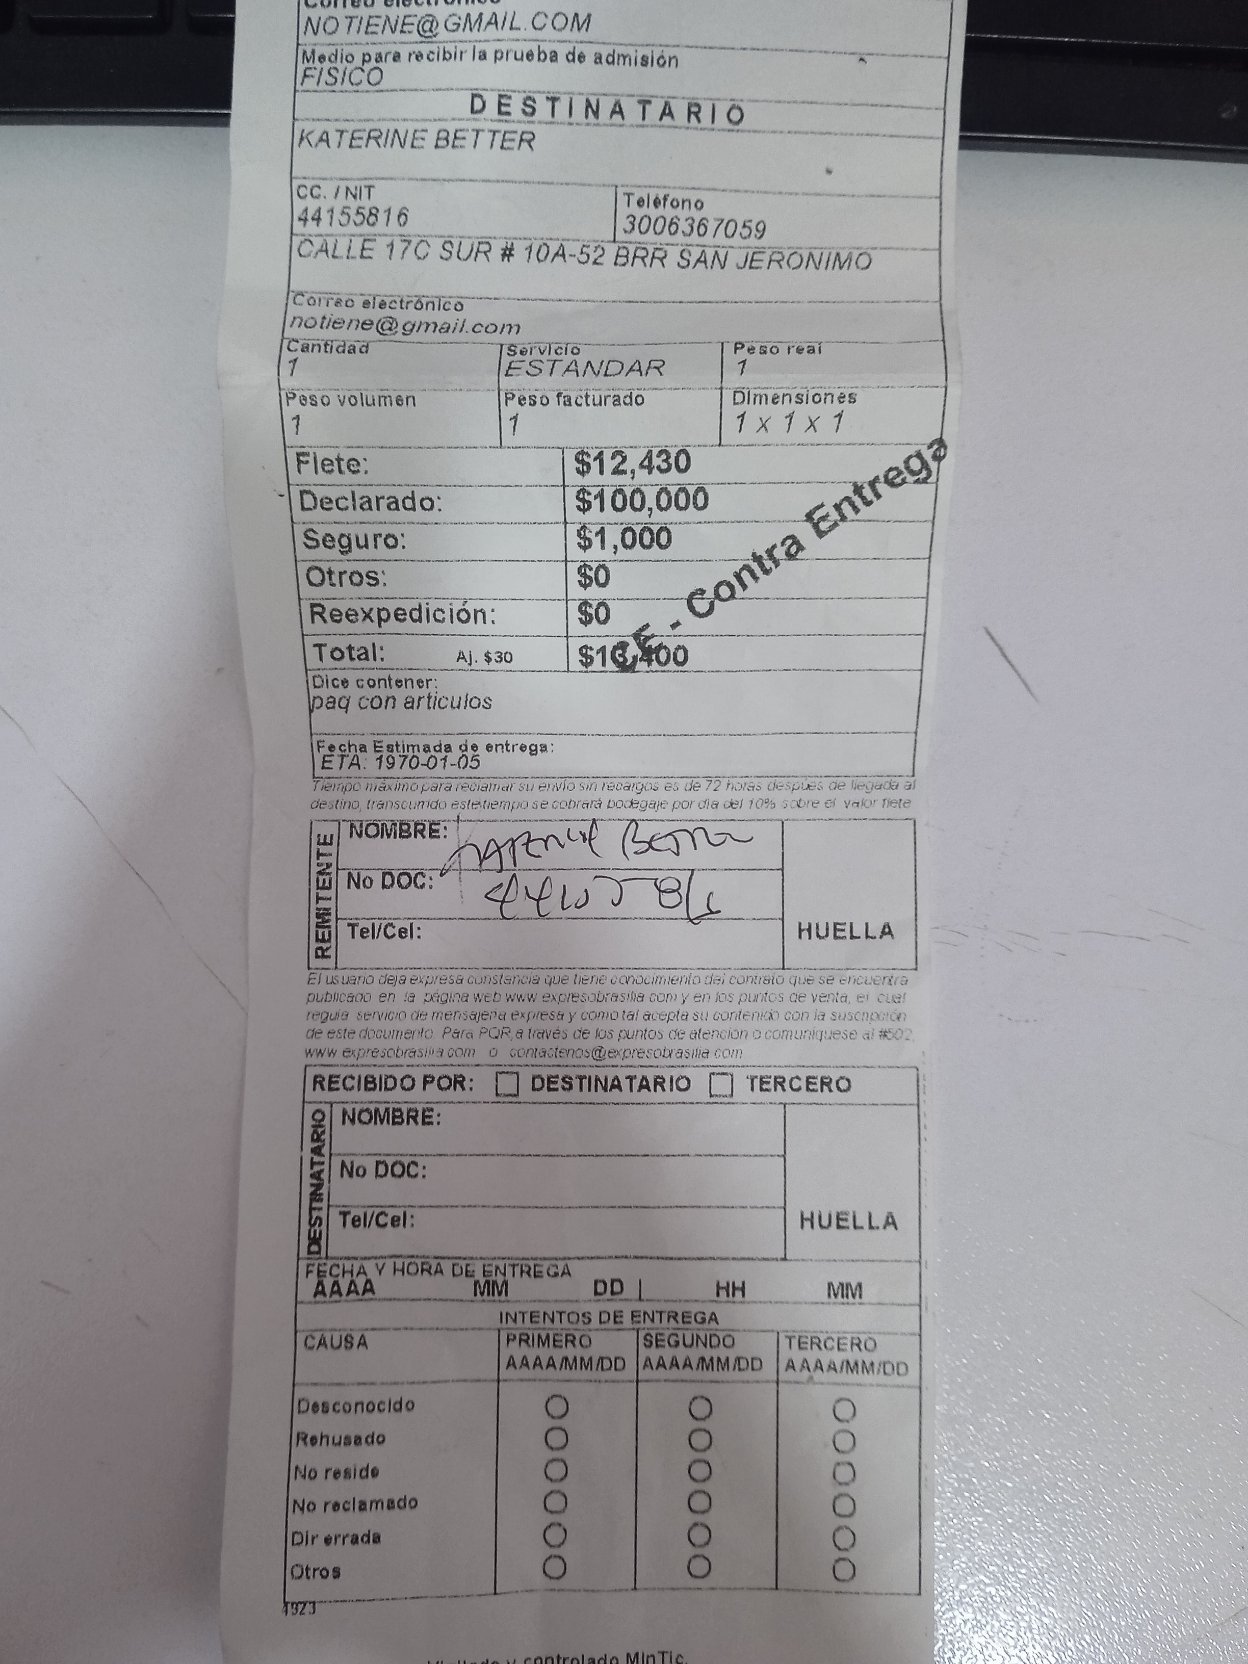 Correo electrónico
NOTIENE@GMAIL.COM
Medio para recibir la prueba de admisión
FISICO
DESTINATARIO
KATERINE BETTER
CC. / NIT
44155816
Teléfono
3006367059
CALLE 17C SUR # 10A-52 BRR SAN JERONIMO
Correo electrónico
notiene@gmail.com
Cantidad
1
Servicio
ESTANDAR
Peso real
1
Peso volumen
1
Peso facturado
1
Dimensiones
1 x 1 x 1
Flete: $12,430
Declarado: $100,000
Seguro: $1,000
Otros: $0
Reexpedición: $0
Total: Aj. $30 $13,400
CE - Contra Entrega
Dice contener:
paq con articulos
Fecha Estimada de entrega:
ETA: 1970-01-05
Tiempo máximo para reclamar su envío sin recargos es de 72 horas después de llegada al
destino, transcurrido este tiempo se cobrará bodegaje por día del 10% sobre el valor flete
REMITENTE
NOMBRE: Katerine Better
No DOC:
Tel/Cel:
HUELLA
El usuario deja expresa constancia que tiene conocimiento del contrato que se encuentra
publicado en la página web www expresobrasilia com y en los puntos de venta, el cual
regula servicio de mensajería expresa y como tal acepta su contenido con la suscripción
de este documento. Para PQR, a través de los puntos de atención o comuníquese al #502,
www expresobrasilia com o contactenos@expresobrasilia com
RECIBIDO POR: DESTINATARIO TERCERO
DESTINATARIO
NOMBRE:
No DOC:
Tel/Cel:
HUELLA
FECHA Y HORA DE ENTREGA
AAAA MM DD | HH MM
INTENTOS DE ENTREGA
CAUSA
PRIMERO
AAAA/MM/DD
SEGUNDO
AAAA/MM/DD
TERCERO
AAAA/MM/DD
Desconocido
Rehusado
No reside
No reclamado
Dir errada
Otros
4923
y controlado MinTic.